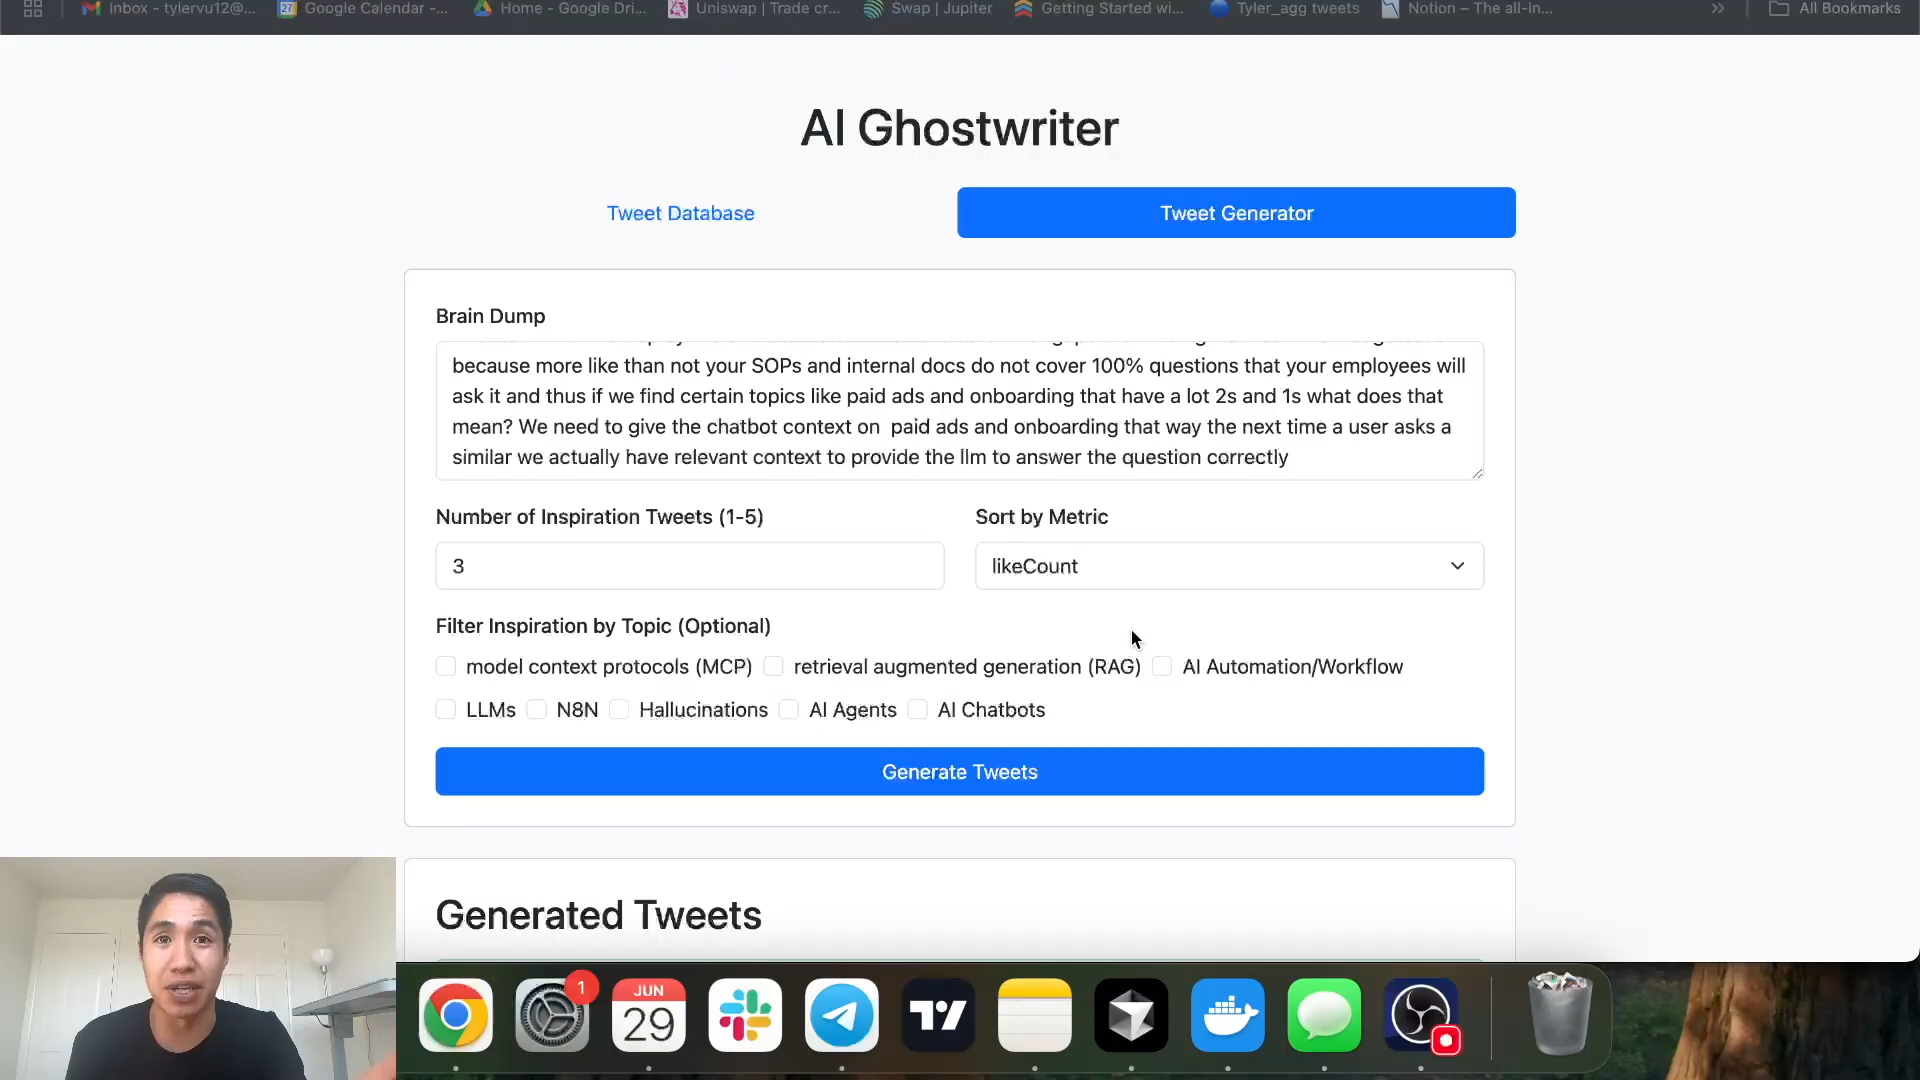 Inbox - tylervu12@...
Google Calendar -...
Home - Google Dri...
Uniswap | Trade cr...
Swap | Jupiter
Getting Started wi...
Tyler_agg tweets
Notion – The all-in...
All Bookmarks
AI Ghostwriter
Tweet Database
Tweet Generator
Brain Dump
because more like than not your SOPs and internal docs do not cover 100% questions that your employees will
ask it and thus if we find certain topics like paid ads and onboarding that have a lot 2s and 1s what does that
mean? We need to give the chatbot context on  paid ads and onboarding that way the next time a user asks a
similar we actually have relevant context to provide the llm to answer the question correctly
Number of Inspiration Tweets (1-5)
Sort by Metric
3
likeCount
Filter Inspiration by Topic (Optional)
model context protocols (MCP)
retrieval augmented generation (RAG)
AI Automation/Workflow
LLMs
N8N
Hallucinations
AI Agents
AI Chatbots
Generate Tweets
Generated Tweets
1
JUN
29